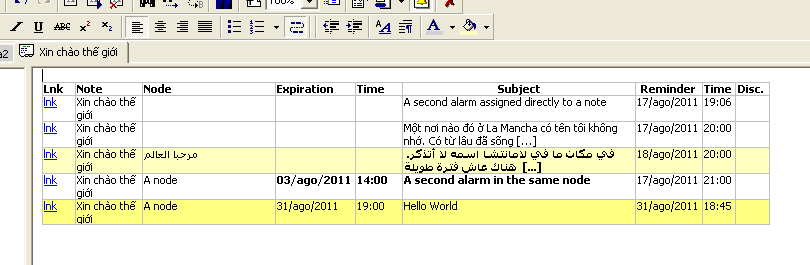 100%
I U ABC x² x₂
A ¶ A
a2 Xin chào thế giới
Lnk Note Node Expiration Time Subject Reminder Time Disc.
lnk Xin chào thế giới A second alarm assigned directly to a note 17/ago/2011 19:06
lnk Xin chào thế giới Một nơi nào đó ở La Mancha có tên tôi không nhớ. Có từ lâu đã sống [...] 17/ago/2011 20:00
lnk Xin chào thế giới مرحبا العالم في مكان ما في لامانتشا اسمه لا أتذكر. هناك عاش فترة طويلة [...] 18/ago/2011 20:00
lnk Xin chào thế giới A node 03/ago/2011 14:00 A second alarm in the same node 17/ago/2011 21:00
lnk Xin chào thế giới A node 31/ago/2011 19:00 Hello World 31/ago/2011 18:45